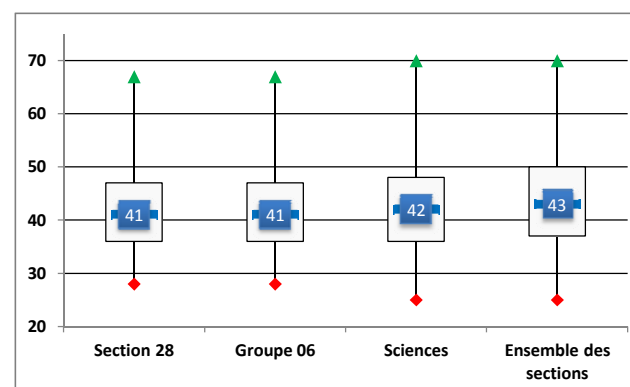 70
60
50
40
30
20
41
41
42
43
Section 28
Groupe 06
Sciences
Ensemble des
sections